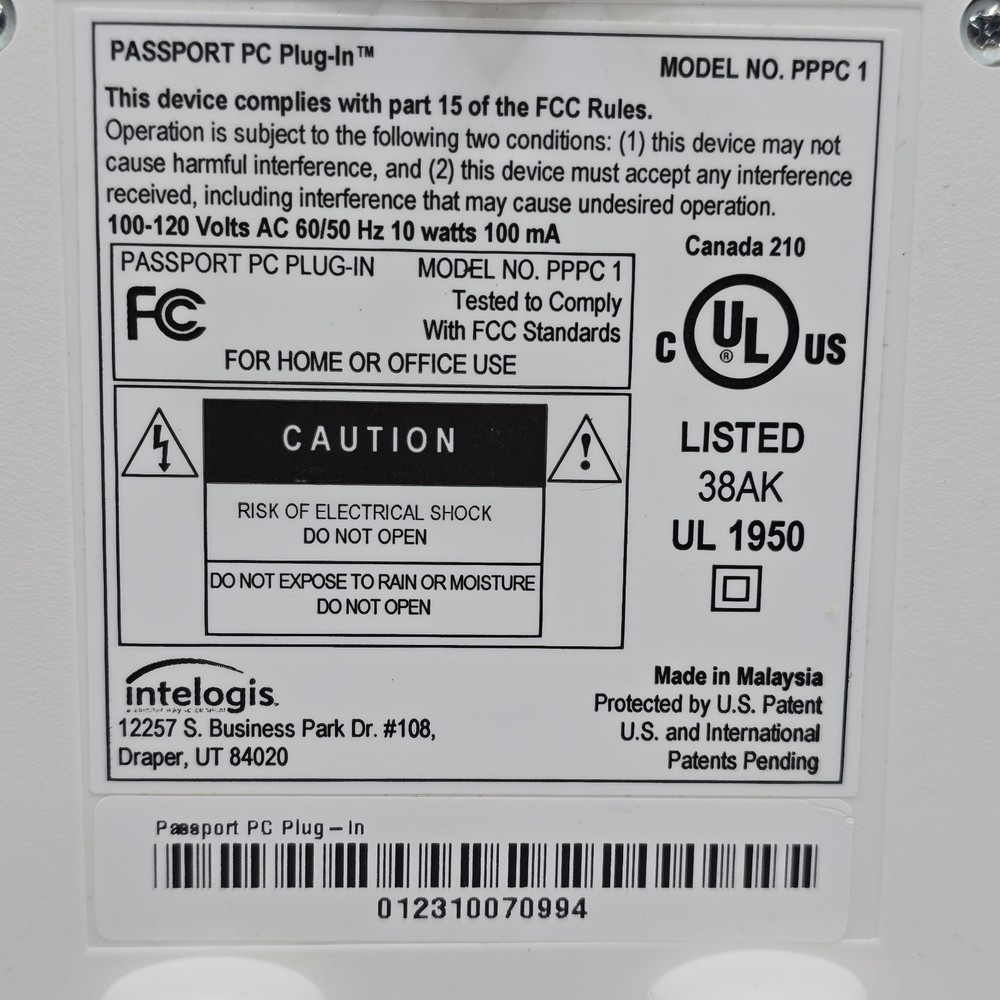 PASSPORT PC Plug-In™
MODEL NO. PPPC 1
This device complies with part 15 of the FCC Rules.
Operation is subject to the following two conditions: (1) this device may not
cause harmful interference, and (2) this device must accept any interference
received, including interference that may cause undesired operation.
100-120 Volts AC 60/50 Hz 10 watts 100 mA
PASSPORT PC PLUG-IN MODEL NO. PPPC 1
FC
Tested to Comply
With FCC Standards
FOR HOME OR OFFICE USE
Canada 210
C UL ® US
LISTED
38AK
UL 1950
CAUTION
RISK OF ELECTRICAL SHOCK
DO NOT OPEN
DO NOT EXPOSE TO RAIN OR MOISTURE
DO NOT OPEN
intelogis
12257 S. Business Park Dr. #108,
Draper, UT 84020
Made in Malaysia
Protected by U.S. Patent
U.S. and International
Patents Pending
Passport PC Plug–In
012310070994